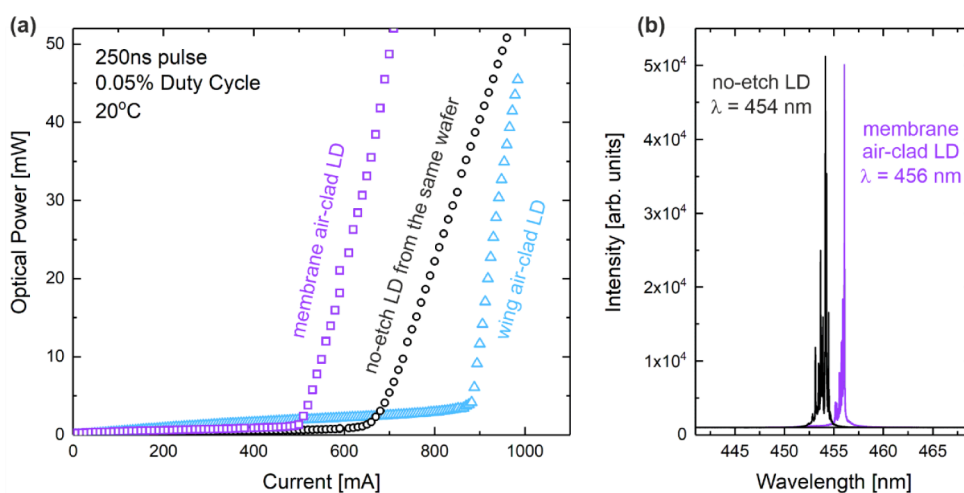 (a)
250ns pulse
0.05% Duty Cycle
20°C
membrane air-clad LD
no-etch LD from the same wafer
wing air-clad LD
Optical Power [mW]
50
40
30
20
10
0
0 200 400 600 800 1000
Current [mA]
(b)
no-etch LD
λ = 454 nm
membrane
air-clad LD
λ = 456 nm
Intensity [arb. units]
5x10⁴
4x10⁴
3x10⁴
2x10⁴
1x10⁴
0
445 450 455 460 465
Wavelength [nm]